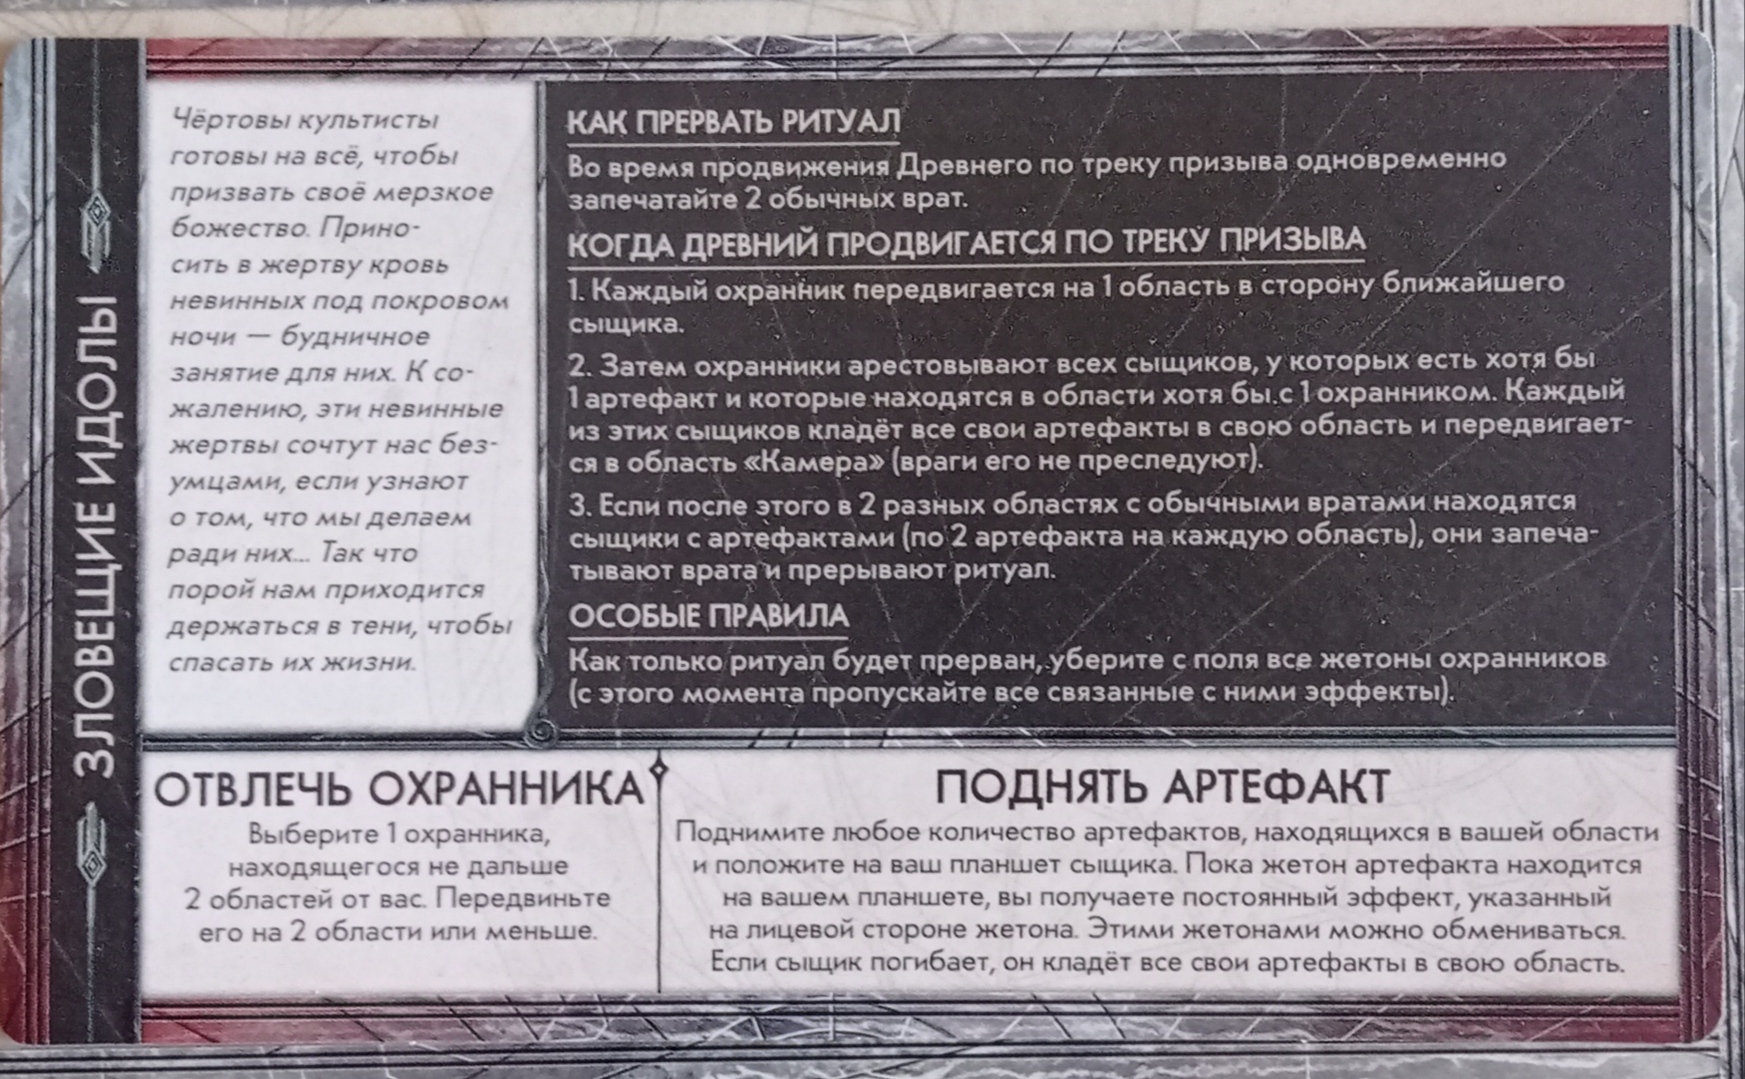 ЗЛОВЕЩИЕ ИДОЛЫ
Чёртовы культисты
готовы на всё, чтобы
призвать своё мерзкое
божество. Прино-
сить в жертву кровь
невинных под покровом
ночи — будничное
занятие для них. К со-
жалению, эти невинные
жертвы сочтут нас без-
умцами, если узнают
о том, что мы делаем
ради них... Так что
порой нам приходится
держаться в тени, чтобы
спасать их жизни.
КАК ПРЕРВАТЬ РИТУАЛ
Во время продвижения Древнего по треку призыва одновременно
запечатайте 2 обычных врат.
КОГДА ДРЕВНИЙ ПРОДВИГАЕТСЯ ПО ТРЕКУ ПРИЗЫВА
1. Каждый охранник передвигается на 1 область в сторону ближайшего
сыщика.
2. Затем охранники арестовывают всех сыщиков, у которых есть хотя бы
1 артефакт и которые находятся в области хотя бы с 1 охранником. Каждый
из этих сыщиков кладёт все свои артефакты в свою область и передвигает-
ся в область «Камера» (враги его не преследуют).
3. Если после этого в 2 разных областях с обычными вратами находятся
сыщики с артефактами (по 2 артефакта на каждую область), они запеча-
тывают врата и прерывают ритуал.
ОСОБЫЕ ПРАВИЛА
Как только ритуал будет прерван, уберите с поля все жетоны охранников
(с этого момента пропускайте все связанные с ними эффекты).
ОТВЛЕЧЬ ОХРАННИКА
Выберите 1 охранника,
находящегося не дальше
2 областей от вас. Передвиньте
его на 2 области или меньше.
ПОДНЯТЬ АРТЕФАКТ
Поднимите любое количество артефактов, находящихся в вашей области
и положите на ваш планшет сыщика. Пока жетон артефакта находится
на вашем планшете, вы получаете постоянный эффект, указанный
на лицевой стороне жетона. Этими жетонами можно обмениваться.
Если сыщик погибает, он кладёт все свои артефакты в свою область.